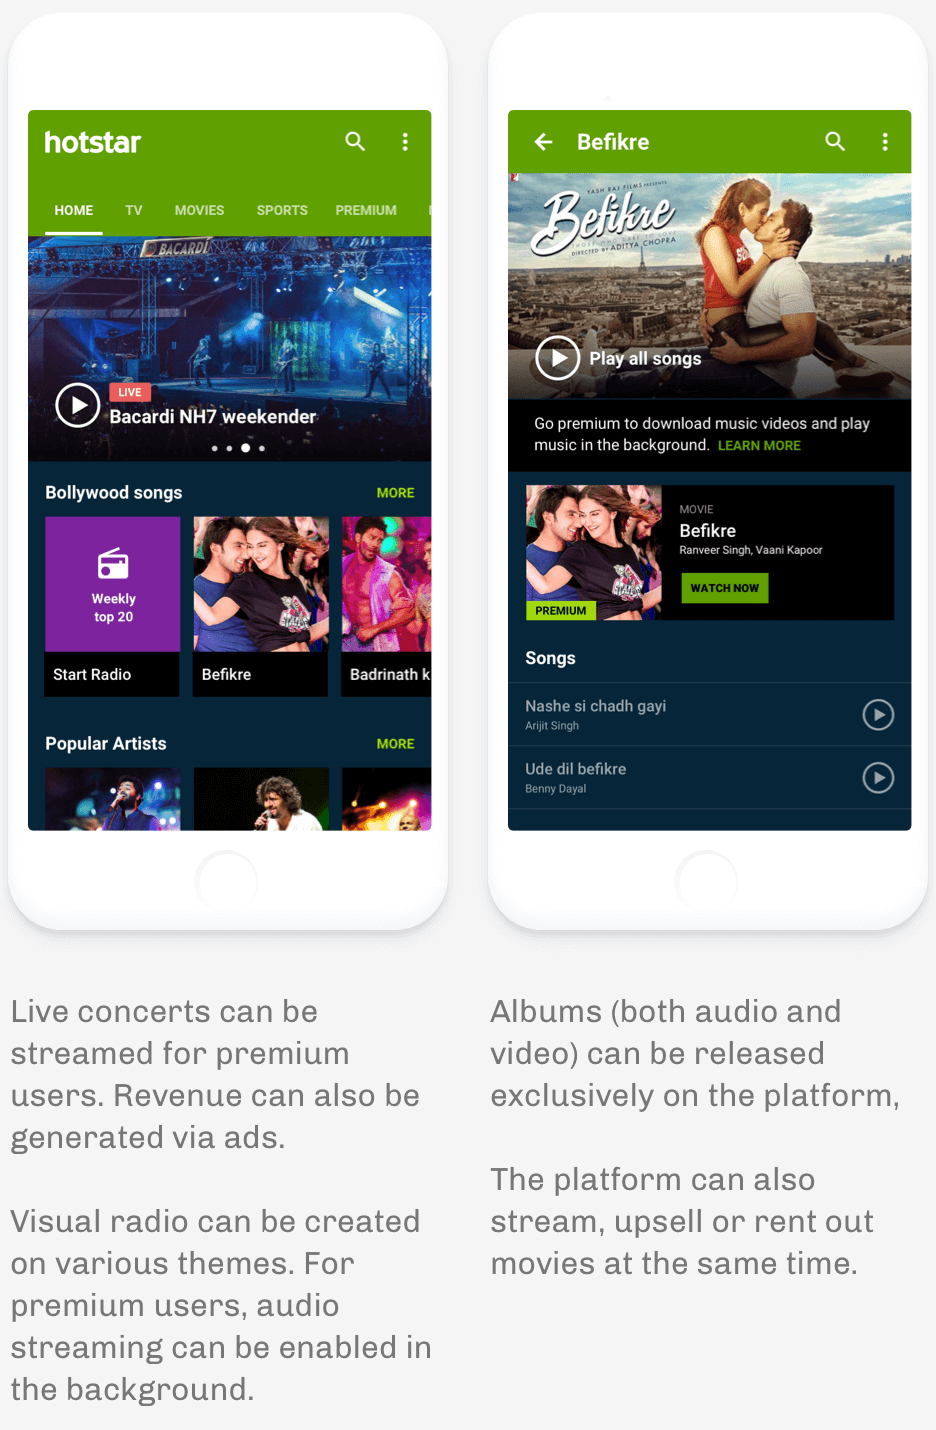 hotstar
HOME TV MOVIES SPORTS PREMIUM
BACARDI
LIVE
Bacardi NH7 weekender
Bollywood songs MORE
Weekly
top 20
Start Radio Befikre Badrinath k
Popular Artists MORE
Befikre
YASH RAJ FILMS PRESENTS
Befikre
THOSE WHO DARE TO LOVE
DIRECTED BY ADITYA CHOPRA
Play all songs
Go premium to download music videos and play
music in the background. LEARN MORE
MOVIE
Befikre
Ranveer Singh, Vaani Kapoor
WATCH NOW
PREMIUM
Songs
Nashe si chadh gayi
Arijit Singh
Ude dil befikre
Benny Dayal
Live concerts can be
streamed for premium
users. Revenue can also be
generated via ads.
Visual radio can be created
on various themes. For
premium users, audio
streaming can be enabled in
the background.
Albums (both audio and
video) can be released
exclusively on the platform,
The platform can also
stream, upsell or rent out
movies at the same time.